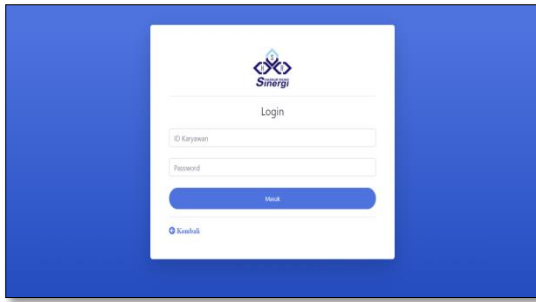 Sinergi
Login
ID Karyawan
Password
Masuk
Kembali